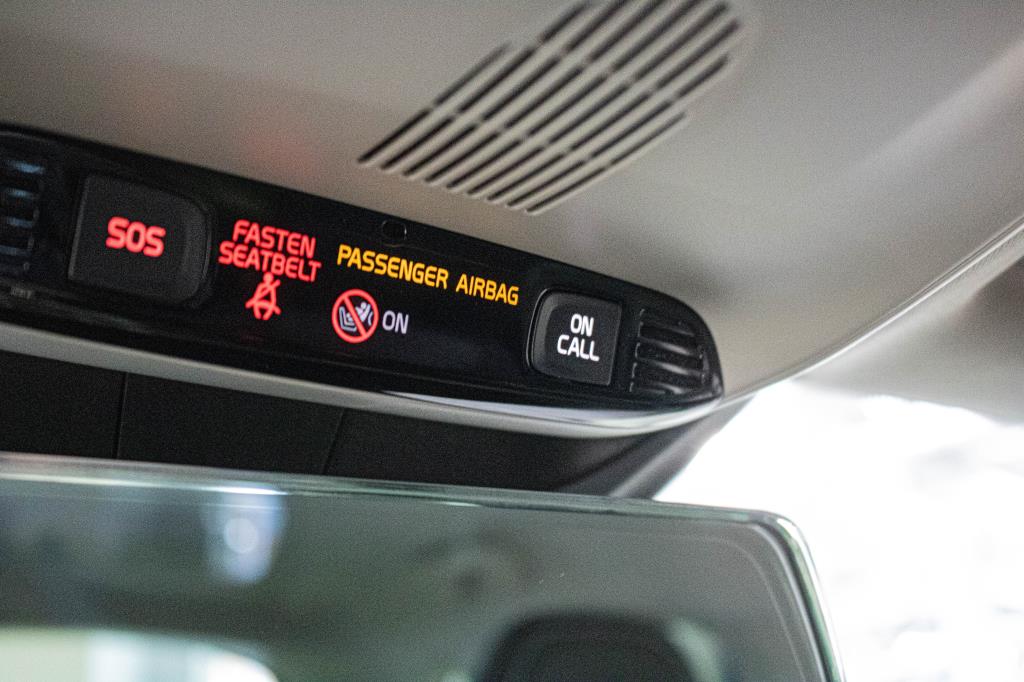 SOS
FASTEN
SEATBELT
PASSENGER AIRBAG
ON
ON
CALL